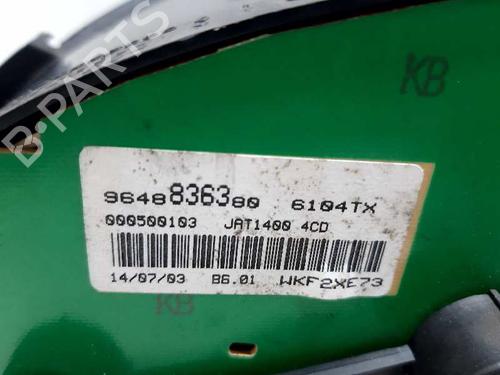 KB
B-PARTS
9648836380 6104TX
000500103 JAT1400 4CD
14/07/03 B6.01 WKF2XE73
KB